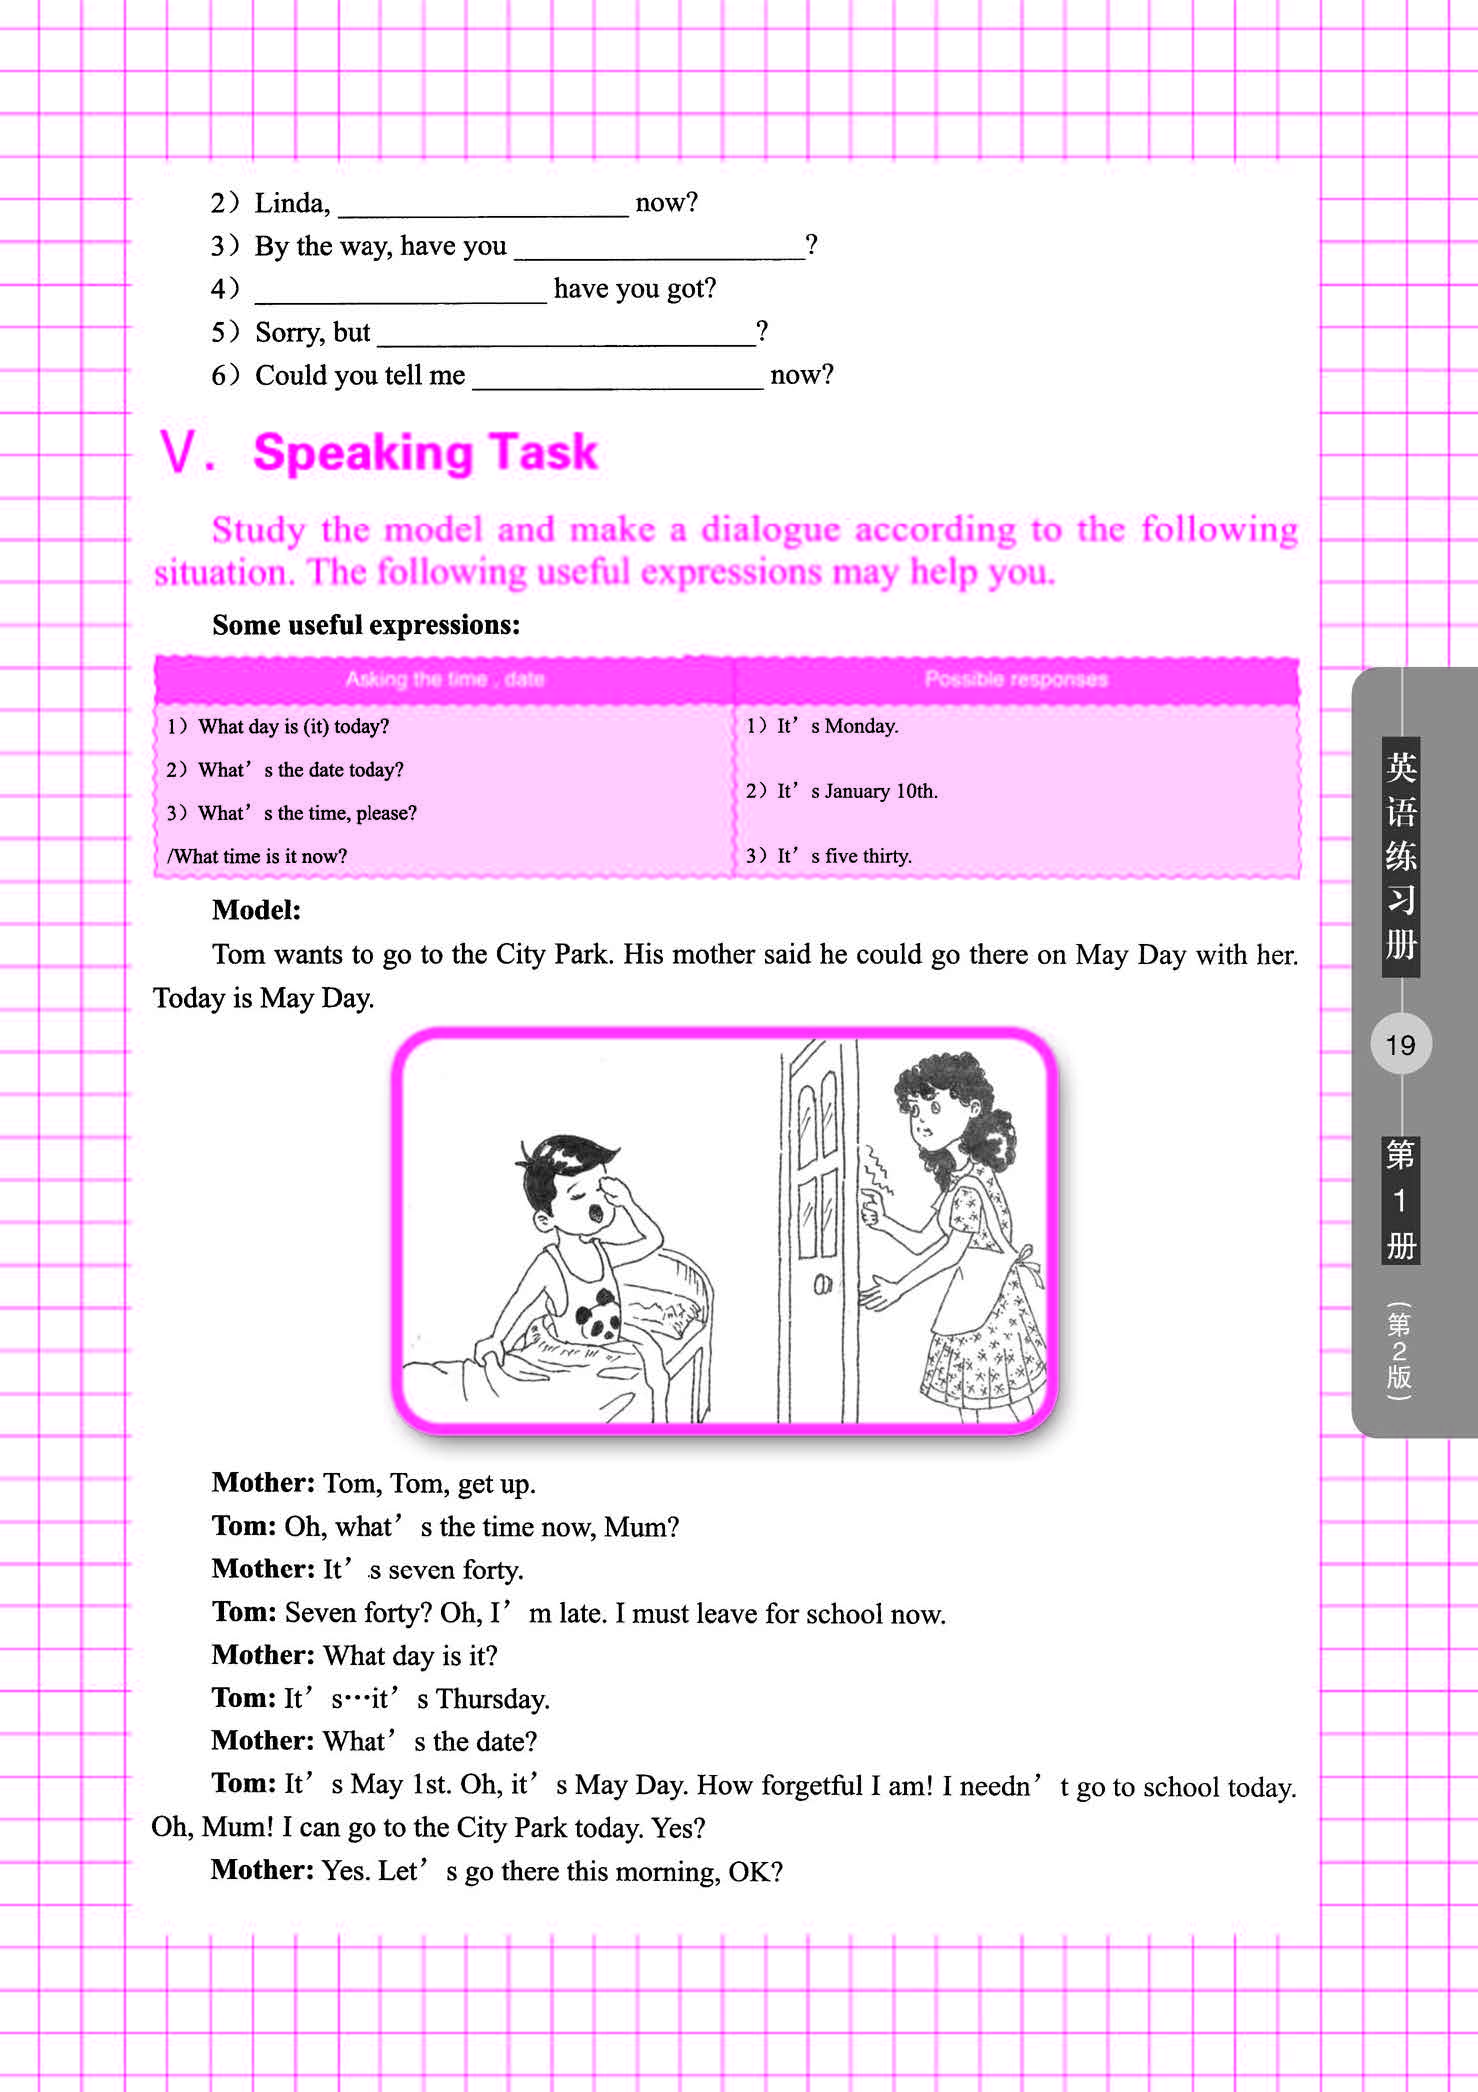 2）Linda, ____________________ now?
3）By the way, have you ____________________?
4）____________________ have you got?
5）Sorry, but __________________________?
6）Could you tell me ____________________ now?
Ⅴ. Speaking Task
Study the model and make a dialogue according to the following
situation. The following useful expressions may help you.
Some useful expressions:
Asking the time , date
Possible responses
1）What day is (it) today?
2）What’s the date today?
3）What’s the time, please?
/What time is it now?
1）It’s Monday.
2）It’s January 10th.
3）It’s five thirty.
Model:
Tom wants to go to the City Park. His mother said he could go there on May Day with her.
Today is May Day.
Mother: Tom, Tom, get up.
Tom: Oh, what’s the time now, Mum?
Mother: It’s seven forty.
Tom: Seven forty? Oh, I’m late. I must leave for school now.
Mother: What day is it?
Tom: It’s…it’s Thursday.
Mother: What’s the date?
Tom: It’s May 1st. Oh, it’s May Day. How forgetful I am! I needn’t go to school today.
Oh, Mum! I can go to the City Park today. Yes?
Mother: Yes. Let’s go there this morning, OK?
英语练习册
19
第1册
（第2版）